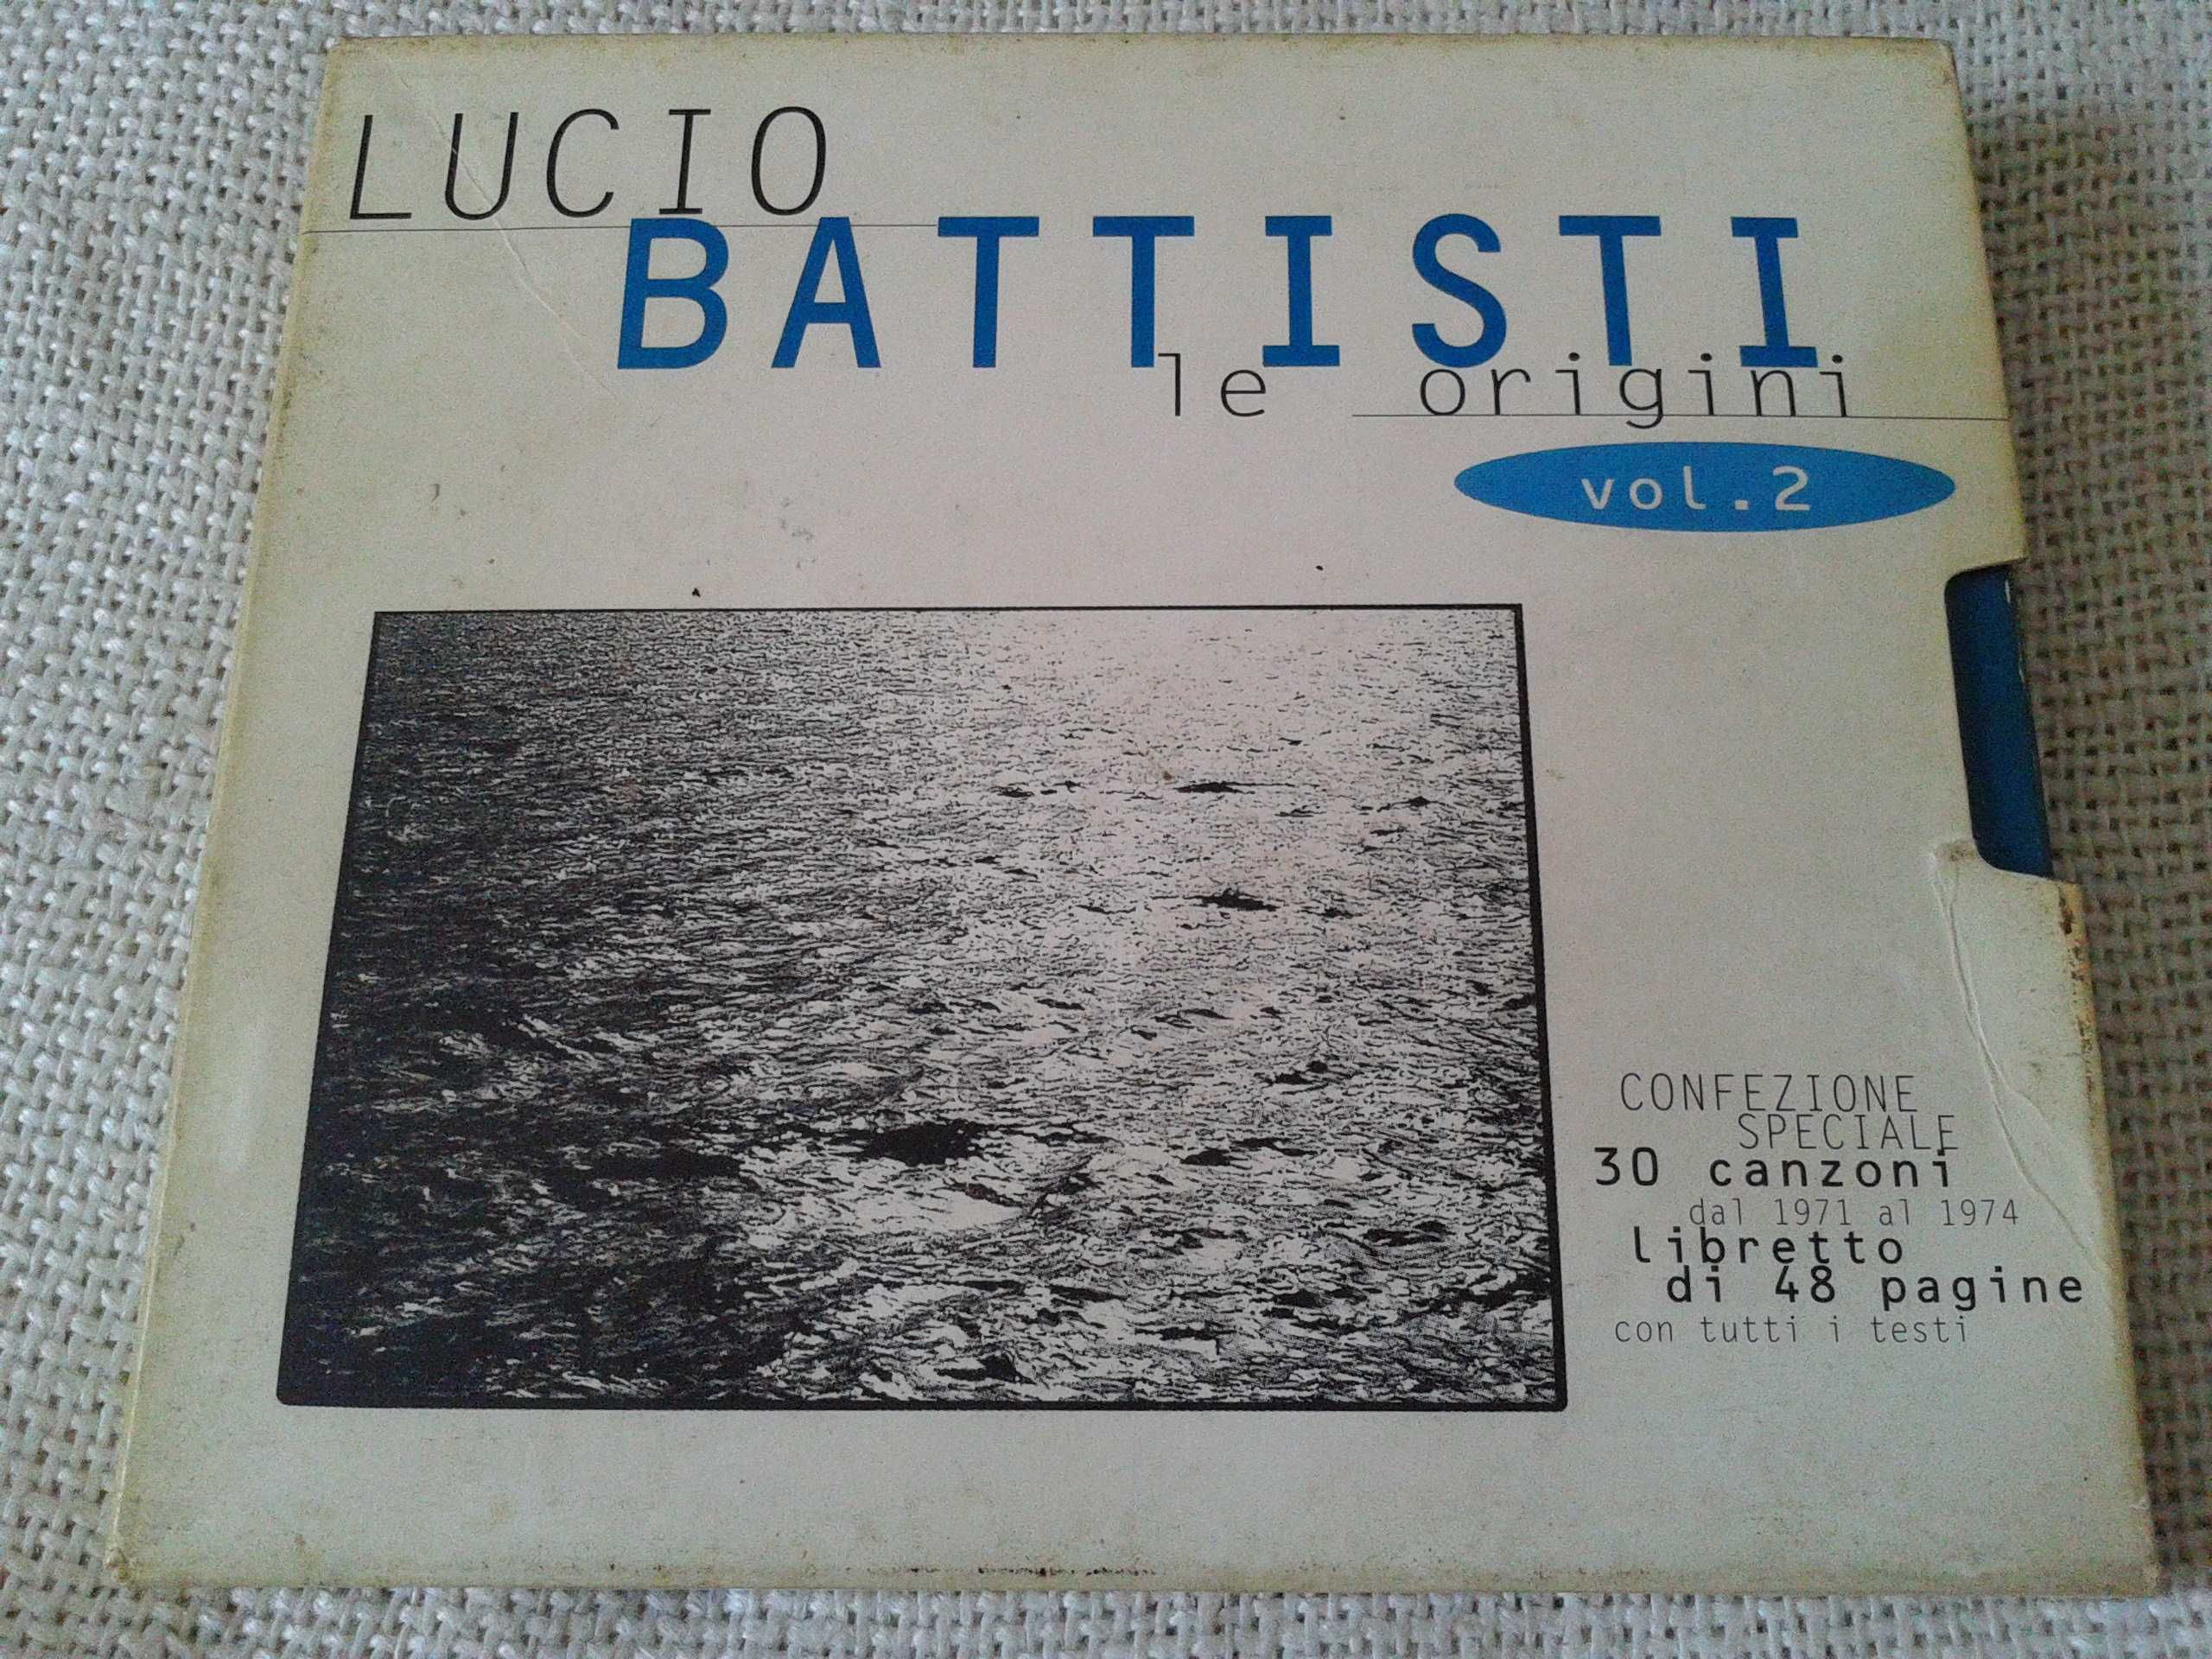 LUCIO
BATTISTI
le origini
vol.2
CONFEZIONE
SPECIALE
30 canzoni
dal 1971 al 1974
libretto
di 48 pagine
con tutti i testi